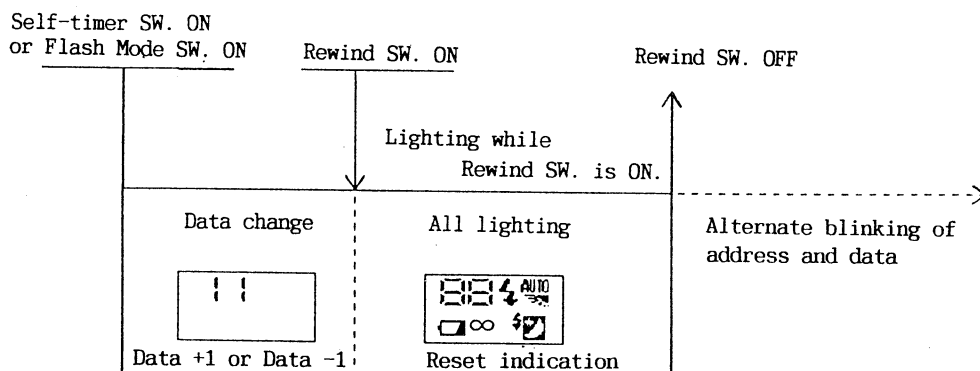 Self-timer SW. ON
or Flash Mode SW. ON
Rewind SW. ON
Rewind SW. OFF
Lighting while
Rewind SW. is ON.
Data change
All lighting
Alternate blinking of
address and data
11
88 AUTO
∞ $
Data +1 or Data -1
Reset indication